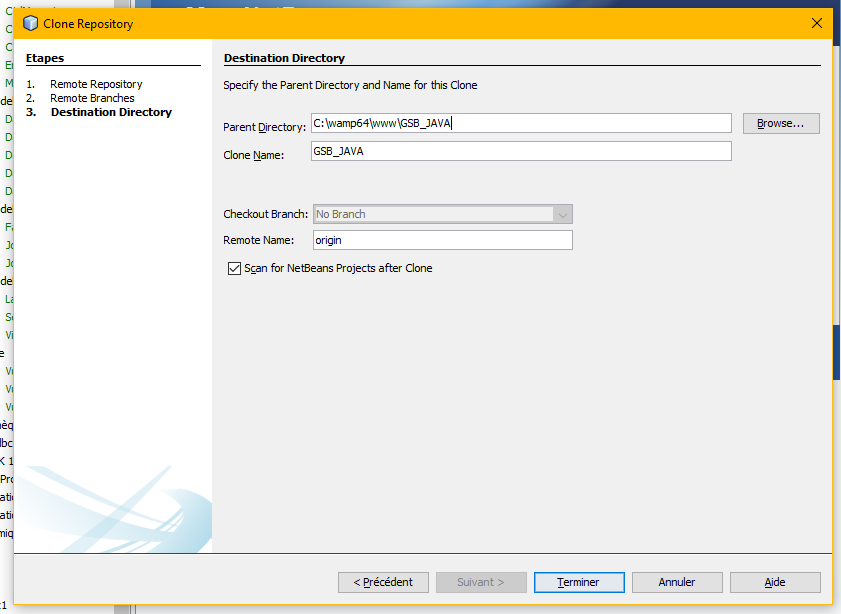 Clone Repository
Etapes
1. Remote Repository
2. Remote Branches
3. Destination Directory
Destination Directory
Specify the Parent Directory and Name for this Clone
Parent Directory: C:\wamp64\www\GSB_JAVA Browse...
Clone Name: GSB_JAVA
Checkout Branch: No Branch
Remote Name: origin
Scan for NetBeans Projects after Clone
< Précédent Suivant > Terminer Annuler Aide